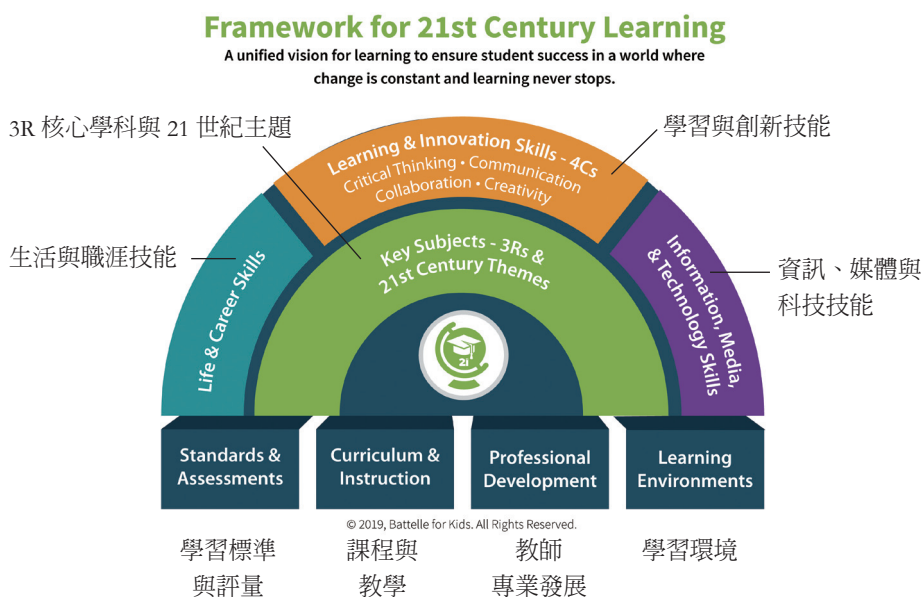 Framework for 21st Century Learning
A unified vision for learning to ensure student success in a world where
change is constant and learning never stops.
3R 核心學科與 21 世紀主題
學習與創新技能
Learning & Innovation Skills - 4Cs
Critical Thinking • Communication
Collaboration • Creativity
生活與職涯技能
Life & Career Skills
Key Subjects - 3Rs &
21st Century Themes
Information, Media,
& Technology Skills
資訊、媒體與
科技技能
21
Standards &
Assessments
Curriculum &
Instruction
Professional
Development
Learning
Environments
© 2019, Battelle for Kids. All Rights Reserved.
學習標準
與評量
課程與
教學
教師
專業發展
學習環境